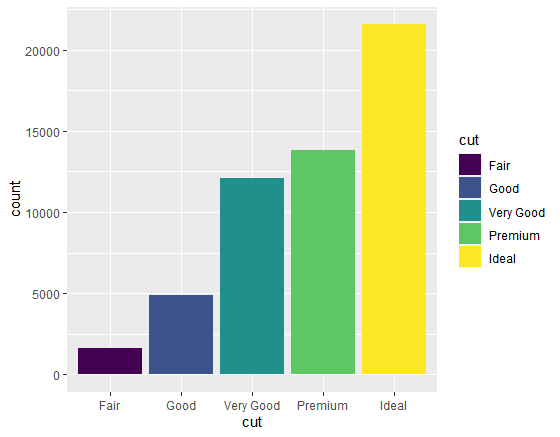 20000
15000
10000
5000
0
count
Fair Good Very Good Premium Ideal
cut
cut
Fair
Good
Very Good
Premium
Ideal